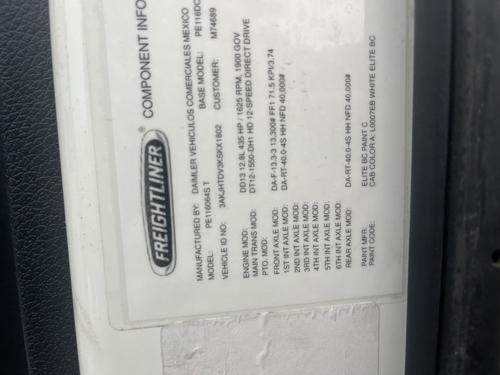 FREIGHTLINER
COMPONENT INFO
MANUFACTURED BY: DAIMLER VEHICULOS COMERCIALES MEXICO
MODEL: PE116064S T BASE MODEL: PE116DC
VEHICLE ID NO: 3AKJHTDV3KSKX1802 CUSTOMER: M74689
ENGINE MOD: DD13 12.8L 435 HP / 1625 RPM, 1900 GOV
MAIN TRANS MOD: DT12-1550-DH1 HD 12-SPEED DIRECT DRIVE
PTO. MOD:
FRONT AXLE MOD: DA-F-13.3-3 13,300# FF1 71.5 KPI/3.74
1ST INT AXLE MOD: DA-RT-40.0-4S HH NFD 40,000#
2ND INT AXLE MOD:
3RD INT AXLE MOD:
4TH INT AXLE MOD:
5TH INT AXLE MOD:
6TH INT AXLE MOD:
REAR AXLE MOD: DA-RT-40.0-4S HH NFD 40,000#
PAINT MFR: ELITE BC PAINT C
PAINT CODE: CAB COLOR A: L0007EB WHITE ELITE BC